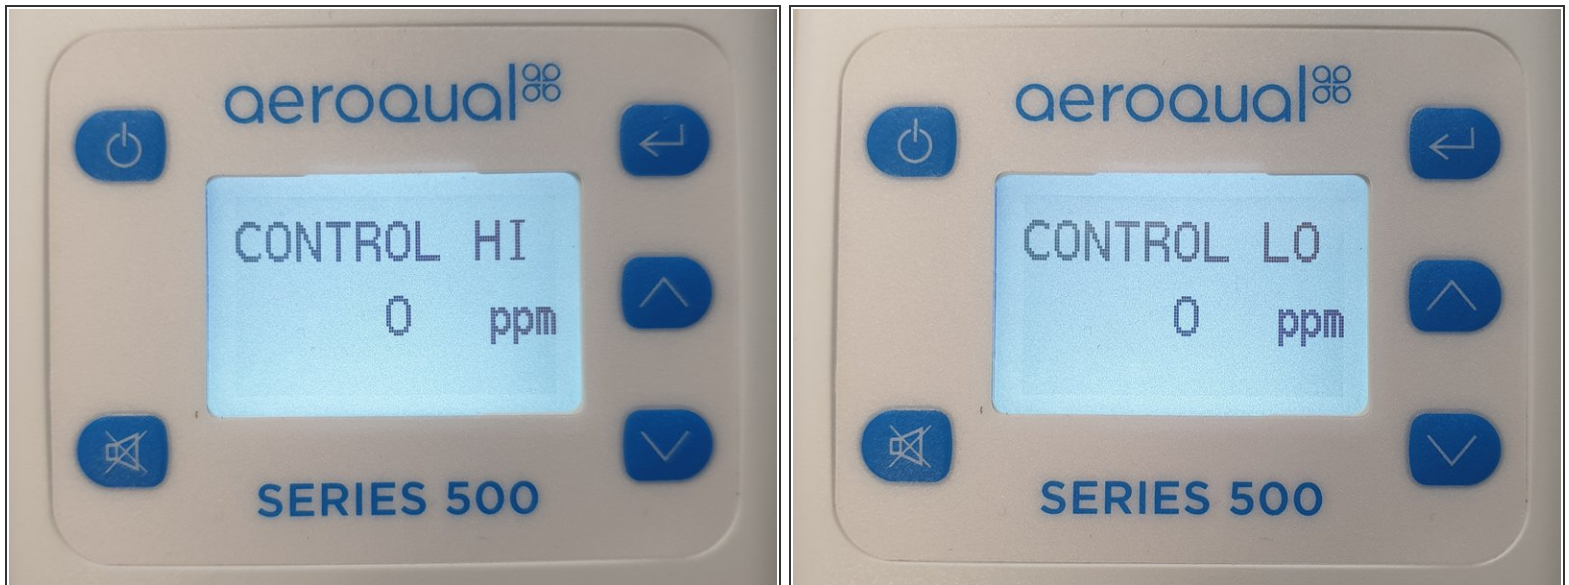 aeroqual
CONTROL HI
0 ppm
SERIES 500
aeroqual
CONTROL LO
0 ppm
SERIES 500